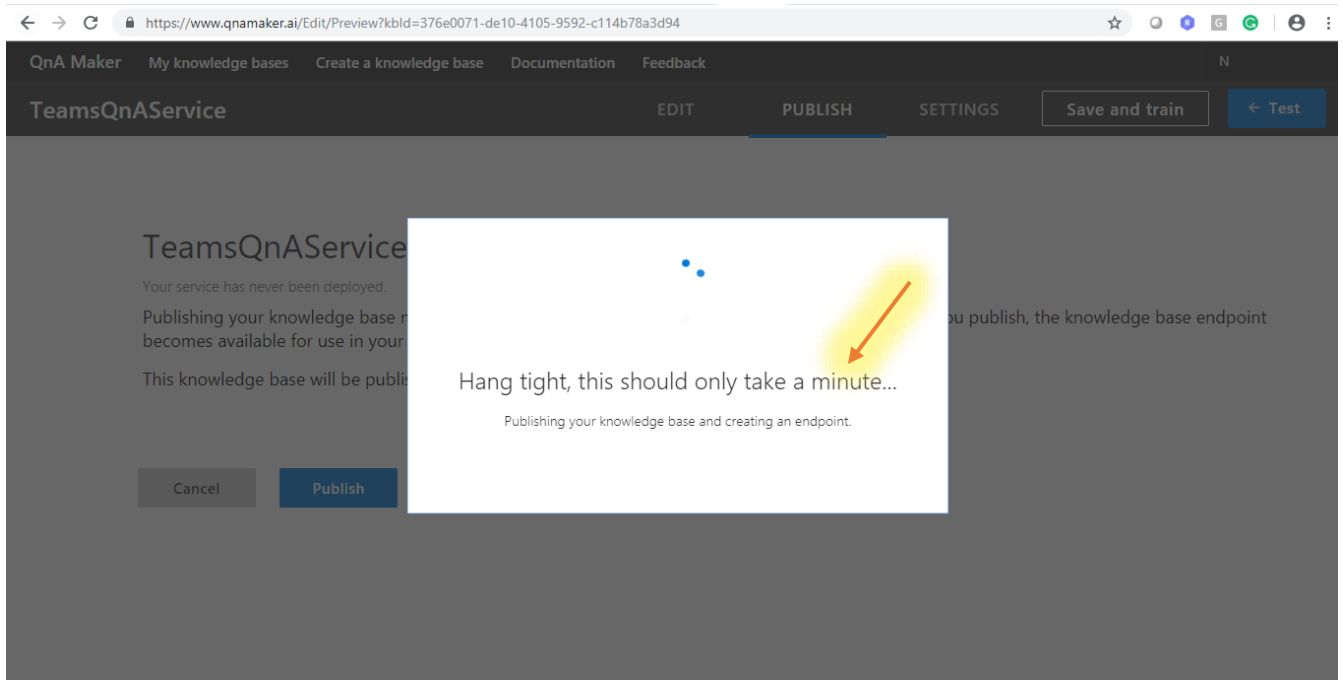 https://www.qnamaker.ai/Edit/Preview?kbId=376e0071-de10-4105-9592-c114b78a3d94
QnA Maker My knowledge bases Create a knowledge base Documentation Feedback N
TeamsQnAService EDIT PUBLISH SETTINGS Save and train ← Test
TeamsQnAService
Your service has never been deployed.
Publishing your knowledge base publish, the knowledge base endpoint
becomes available for use in your
This knowledge base will be
Hang tight, this should only take a minute...
Publishing your knowledge base and creating an endpoint.
Cancel Publish